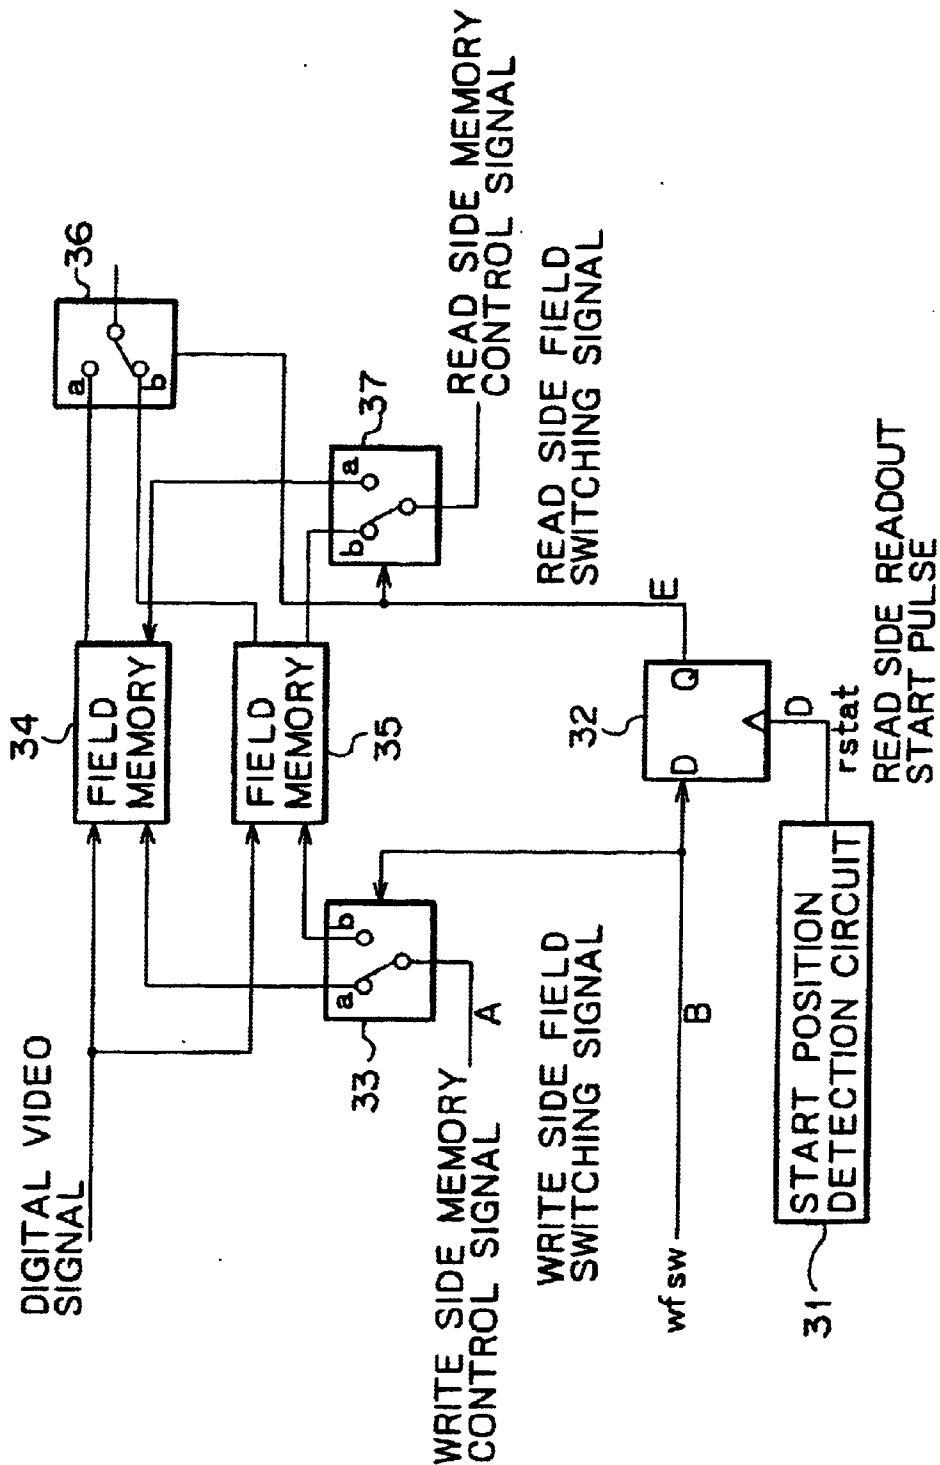 DIGITAL VIDEO
SIGNAL
34
FIELD
MEMORY
36
a
b
FIELD
MEMORY
35
33
a
b
37
b
a
WRITE SIDE MEMORY
CONTROL SIGNAL
A
READ SIDE MEMORY
CONTROL SIGNAL
WRITE SIDE FIELD
SWITCHING SIGNAL
READ SIDE FIELD
SWITCHING SIGNAL
32
E
wfsw
B
D
Q
31
START POSITION
DETECTION CIRCUIT
D
rstat
READ SIDE READOUT
START PULSE